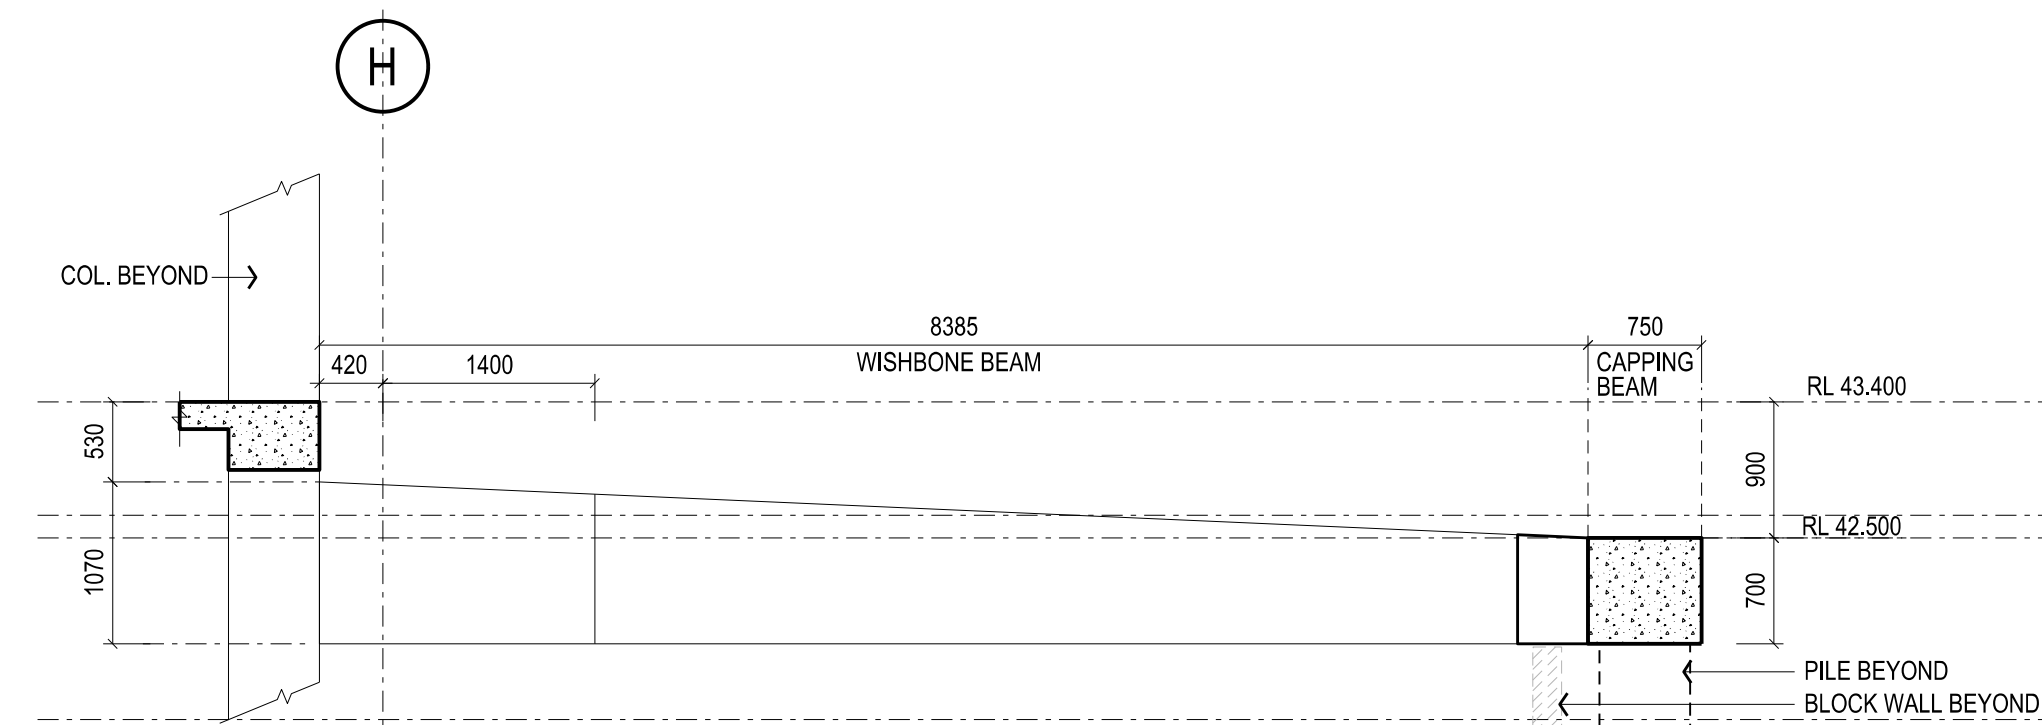 H
COL. BEYOND
8385
750
WISHBONE BEAM
CAPPING
BEAM
420
1400
RL 43.400
530
900
RL 42.500
1070
700
PILE BEYOND
BLOCK WALL BEYOND